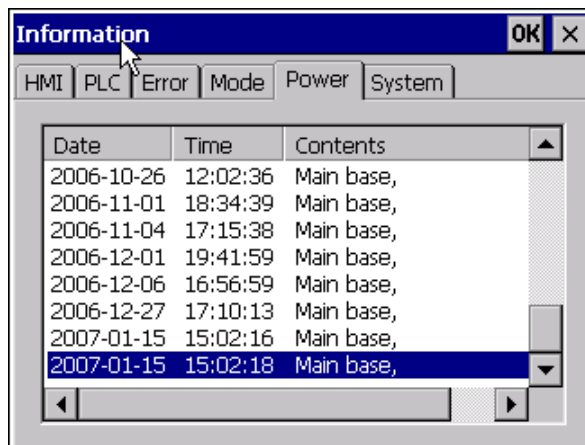 Information OK ×
HMI PLC Error Mode Power System
Date Time Contents
2006-10-26 12:02:36 Main base,
2006-11-01 18:34:39 Main base,
2006-11-04 17:15:38 Main base,
2006-12-01 19:41:59 Main base,
2006-12-06 16:56:59 Main base,
2006-12-27 17:10:13 Main base,
2007-01-15 15:02:16 Main base,
2007-01-15 15:02:18 Main base,